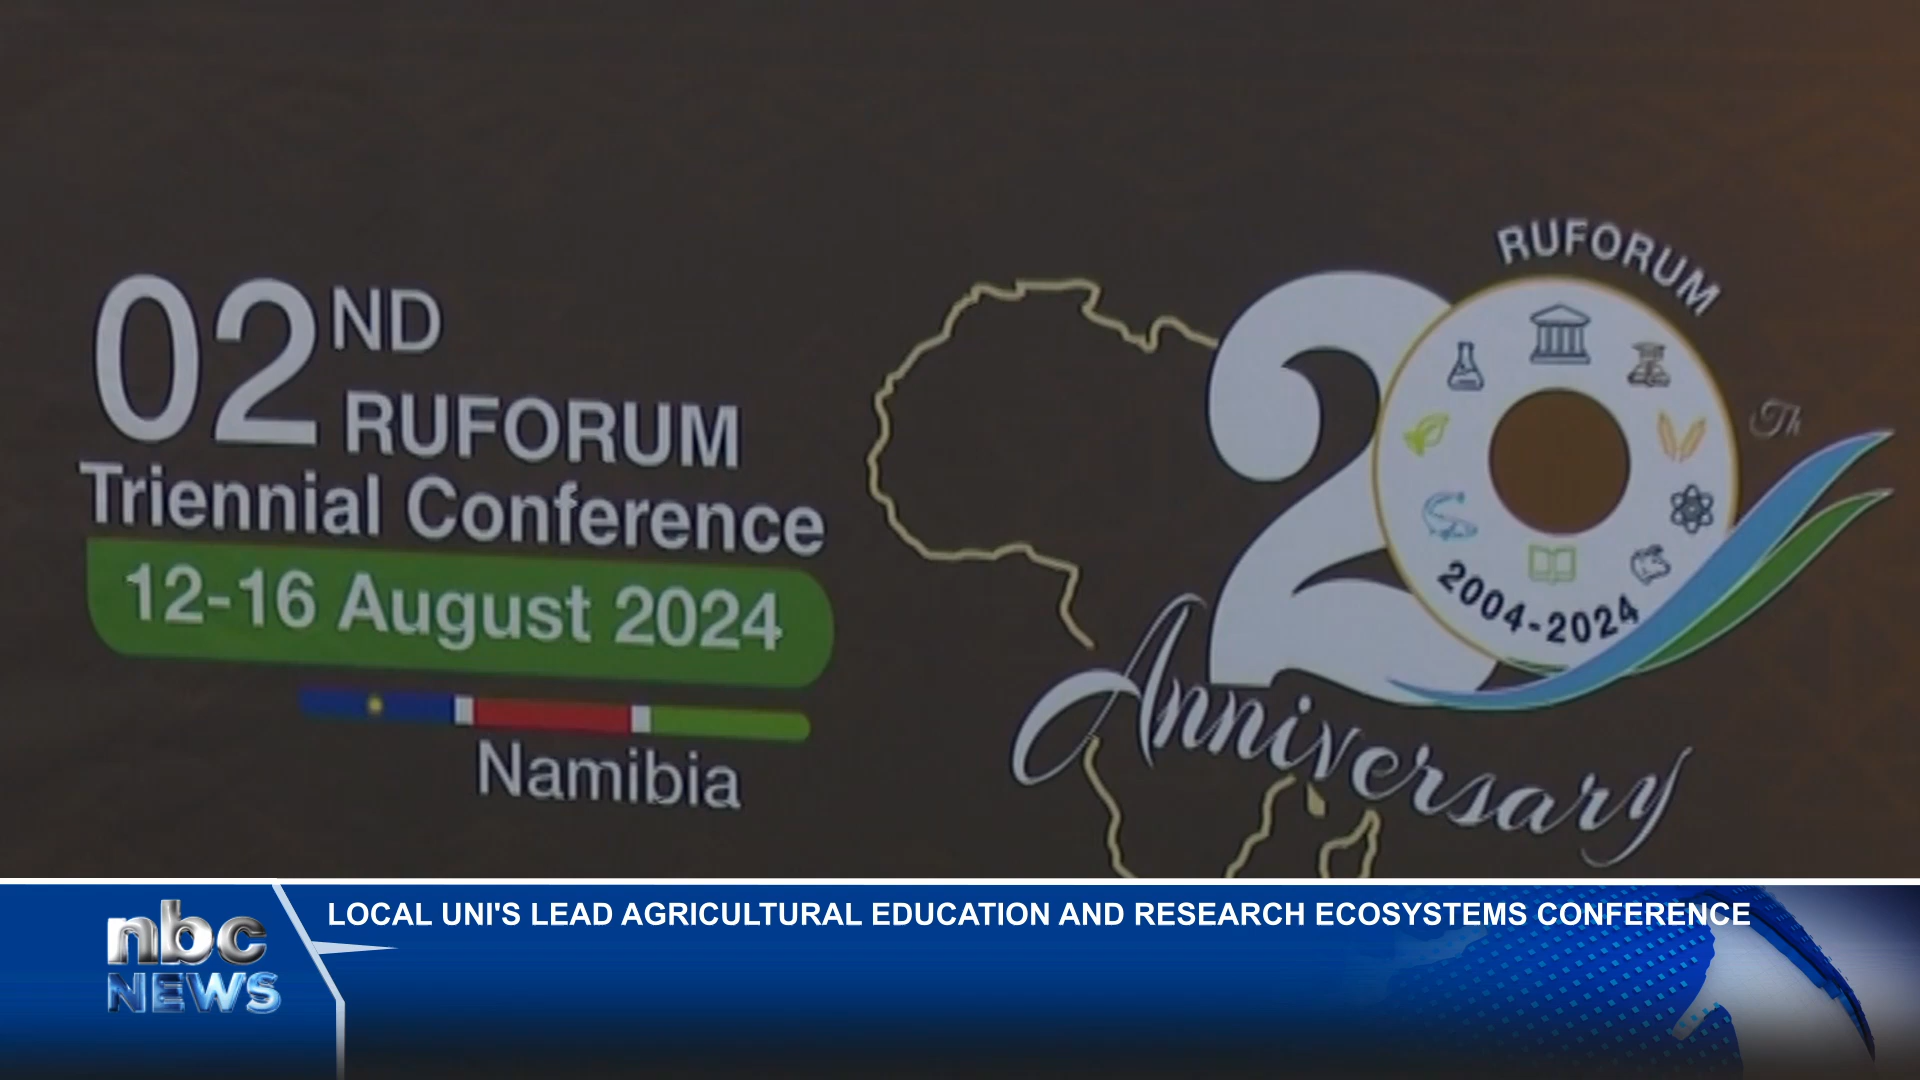 02ND
RUFORUM
Triennial Conference
12-16 August 2024
Namibia
RUFORUM
20
Th
2004-2024
Anniversary
nbc
NEWS
LOCAL UNI'S LEAD AGRICULTURAL EDUCATION AND RESEARCH ECOSYSTEMS CONFERENCE